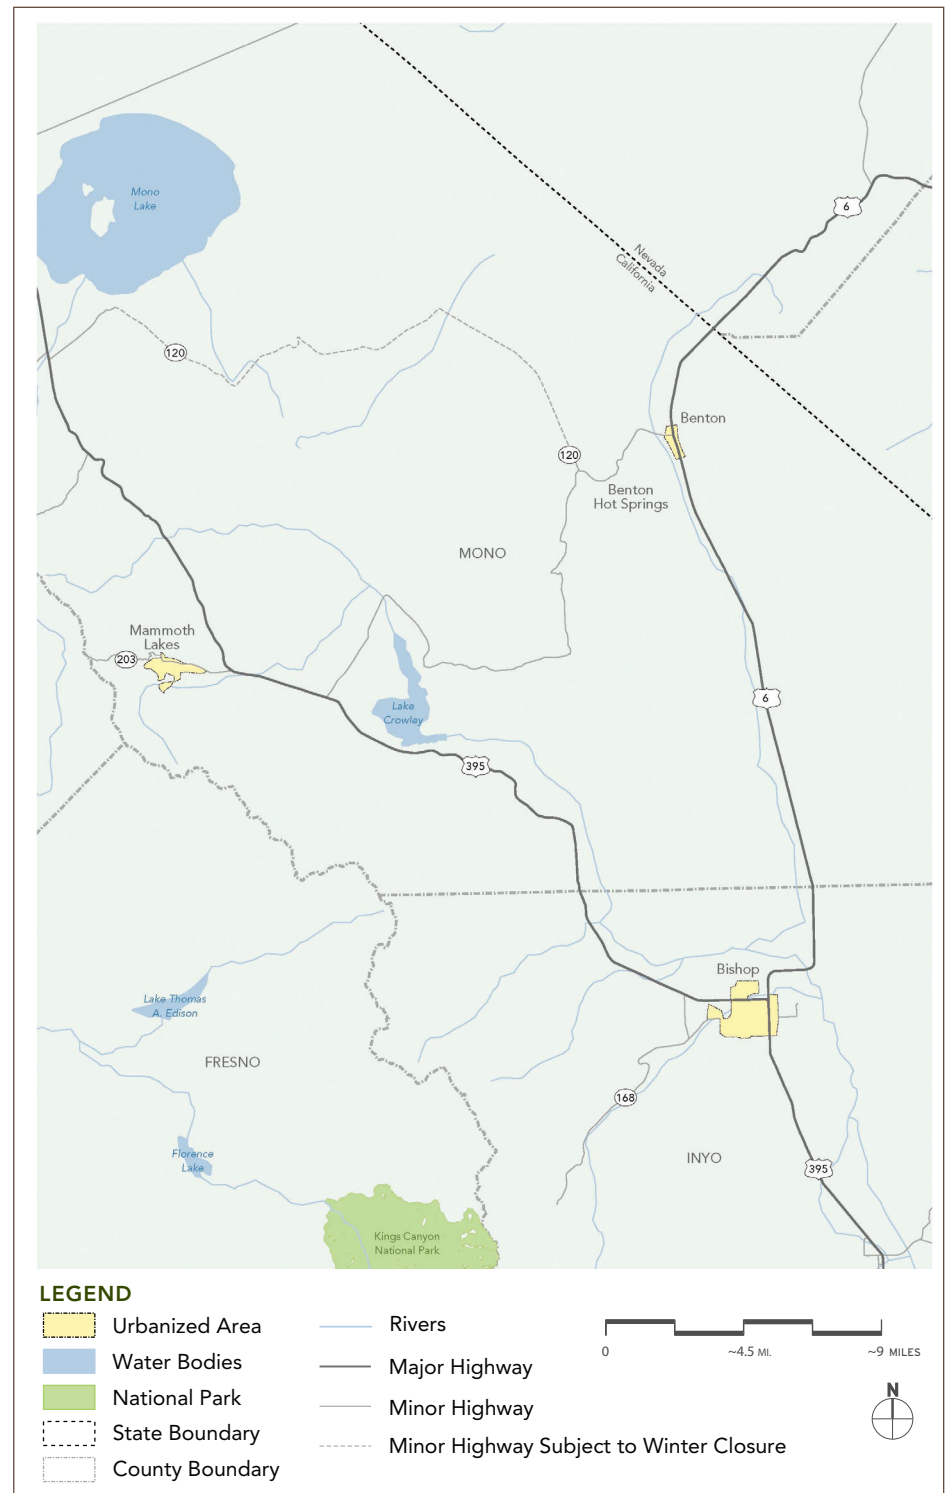 Mono
Lake
6
Nevada
California
120
Benton
120
Benton
Hot Springs
MONO
Mammoth
Lakes
203
6
Lake
Crowley
395
Bishop
Lake Thomas
A. Edison
FRESNO
168
Florence
Lake
INYO
395
Kings Canyon
National Park
LEGEND
Urbanized Area
Water Bodies
National Park
State Boundary
County Boundary
Rivers
Major Highway
Minor Highway
Minor Highway Subject to Winter Closure
0 ~4.5 MI. ~9 MILES
N